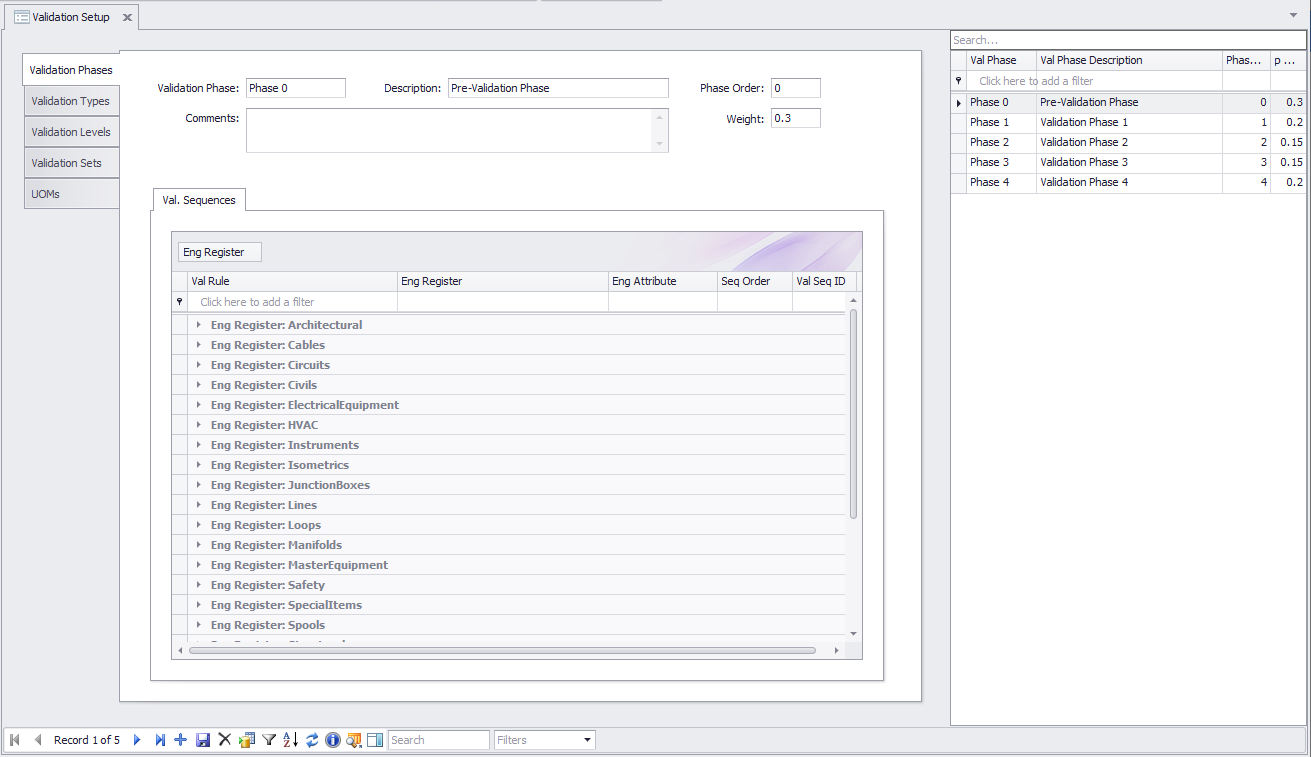 Validation Setup
Validation Phases
Validation Types
Validation Levels
Validation Sets
UOMs
Validation Phase: Phase 0 Description: Pre-Validation Phase Phase Order: 0
Comments: Weight: 0.3
Val. Sequences
Eng Register
Val Rule Eng Register Eng Attribute Seq Order Val Seq ID
Click here to add a filter
Eng Register: Architectural
Eng Register: Cables
Eng Register: Circuits
Eng Register: Civils
Eng Register: ElectricalEquipment
Eng Register: HVAC
Eng Register: Instruments
Eng Register: Isometrics
Eng Register: JunctionBoxes
Eng Register: Lines
Eng Register: Loops
Eng Register: Manifolds
Eng Register: MasterEquipment
Eng Register: Safety
Eng Register: SpecialItems
Eng Register: Spools
Search...
Val Phase Val Phase Description Phas... p ...
Click here to add a filter
Phase 0 Pre-Validation Phase 0 0.3
Phase 1 Validation Phase 1 1 0.2
Phase 2 Validation Phase 2 2 0.15
Phase 3 Validation Phase 3 3 0.15
Phase 4 Validation Phase 4 4 0.2
Record 1 of 5 Search Filters